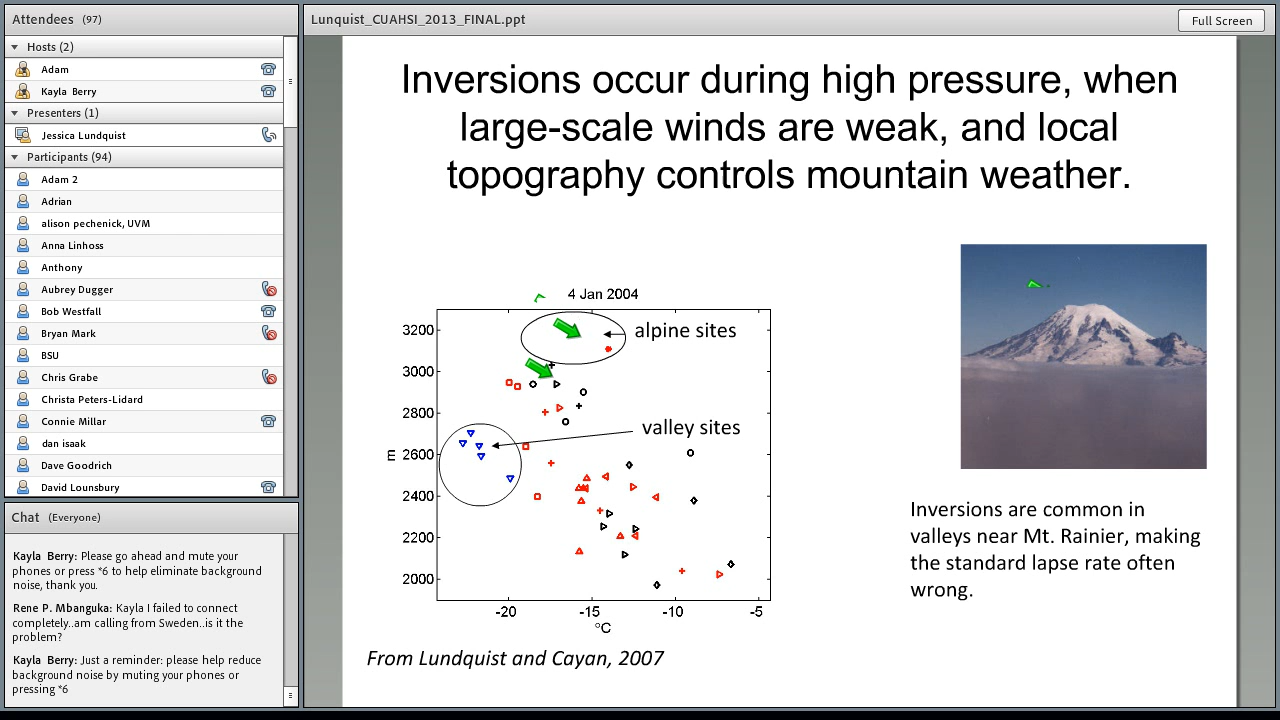 Attendees (97)
Hosts (2)
Adam
Kayla Berry
Presenters (1)
Jessica Lundquist
Participants (94)
Adam 2
Adrian
alison pechenick, UVM
Anna Linhoss
Anthony
Aubrey Dugger
Bob Westfall
Bryan Mark
BSU
Chris Grabe
Christa Peters-Lidard
Connie Millar
dan isaak
Dave Goodrich
David Lounsbury
Chat (Everyone)
Kayla Berry: Please go ahead and mute your
phones or press *6 to help eliminate background
noise, thank you.
Rene P. Mbanguka: Kayla I failed to connect
completely..am calling from Sweden..is it the
problem?
Kayla Berry: Just a reminder: please help reduce
background noise by muting your phones or
pressing *6
Lunquist_CUAHSI_2013_FINAL.ppt
Full Screen
Inversions occur during high pressure, when
large-scale winds are weak, and local
topography controls mountain weather.
4 Jan 2004
3200
3000
2800
2600
2400
2200
2000
m
alpine sites
valley sites
-20 -15 -10 -5
°C
From Lundquist and Cayan, 2007
Inversions are common in
valleys near Mt. Rainier, making
the standard lapse rate often
wrong.